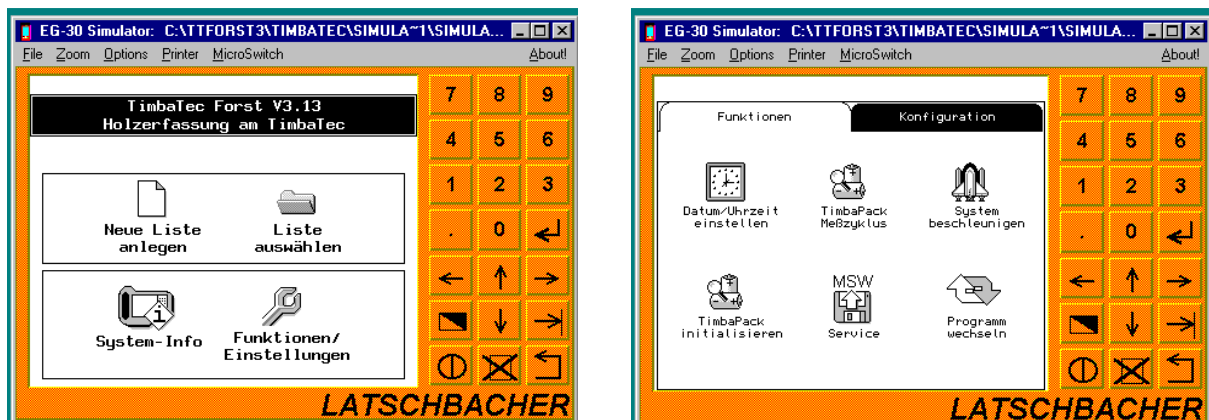 EG-30 Simulator: C:\TTFORST3\TIMBATEC\SIMULA~1\SIMUL...
File Zoom Options Printer MicroSwitch About!
TimbaTec Forst V3.13
Holzerfassung am TimbaTec
Neue Liste
anlegen
Liste
auswählen
System-Info
Funktionen/
Einstellungen
7 8 9
4 5 6
1 2 3
. 0
LATSCHBACHER
EG-30 Simulator: C:\TTFORST3\TIMBATEC\SIMULA~1\SIMUL...
File Zoom Options Printer MicroSwitch About!
Funktionen Konfiguration
Datum/Uhrzeit
einstellen
TimbaPack
Meßzyklus
System
beschleunigen
TimbaPack
initialisieren
MSW
Service
Programm
wechseln
7 8 9
4 5 6
1 2 3
. 0
LATSCHBACHER